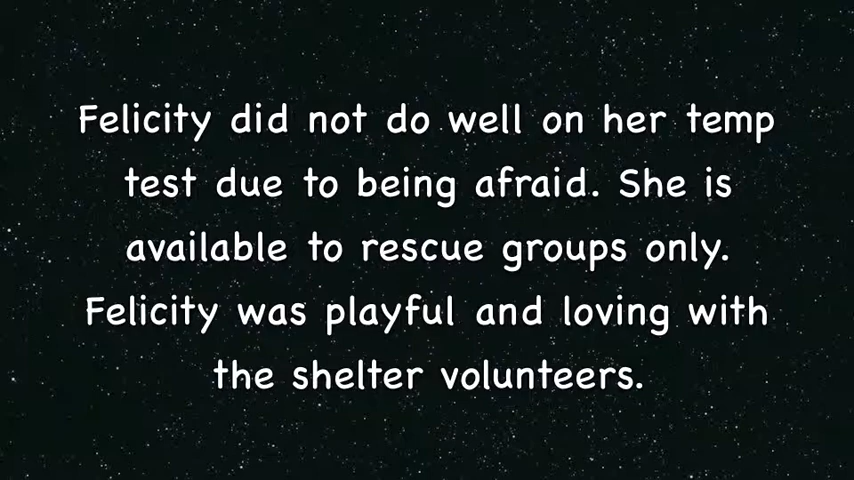 Felicity did not do well on her temp
test due to being afraid. She is
available to rescue groups only.
Felicity was playful and loving with
the shelter volunteers.